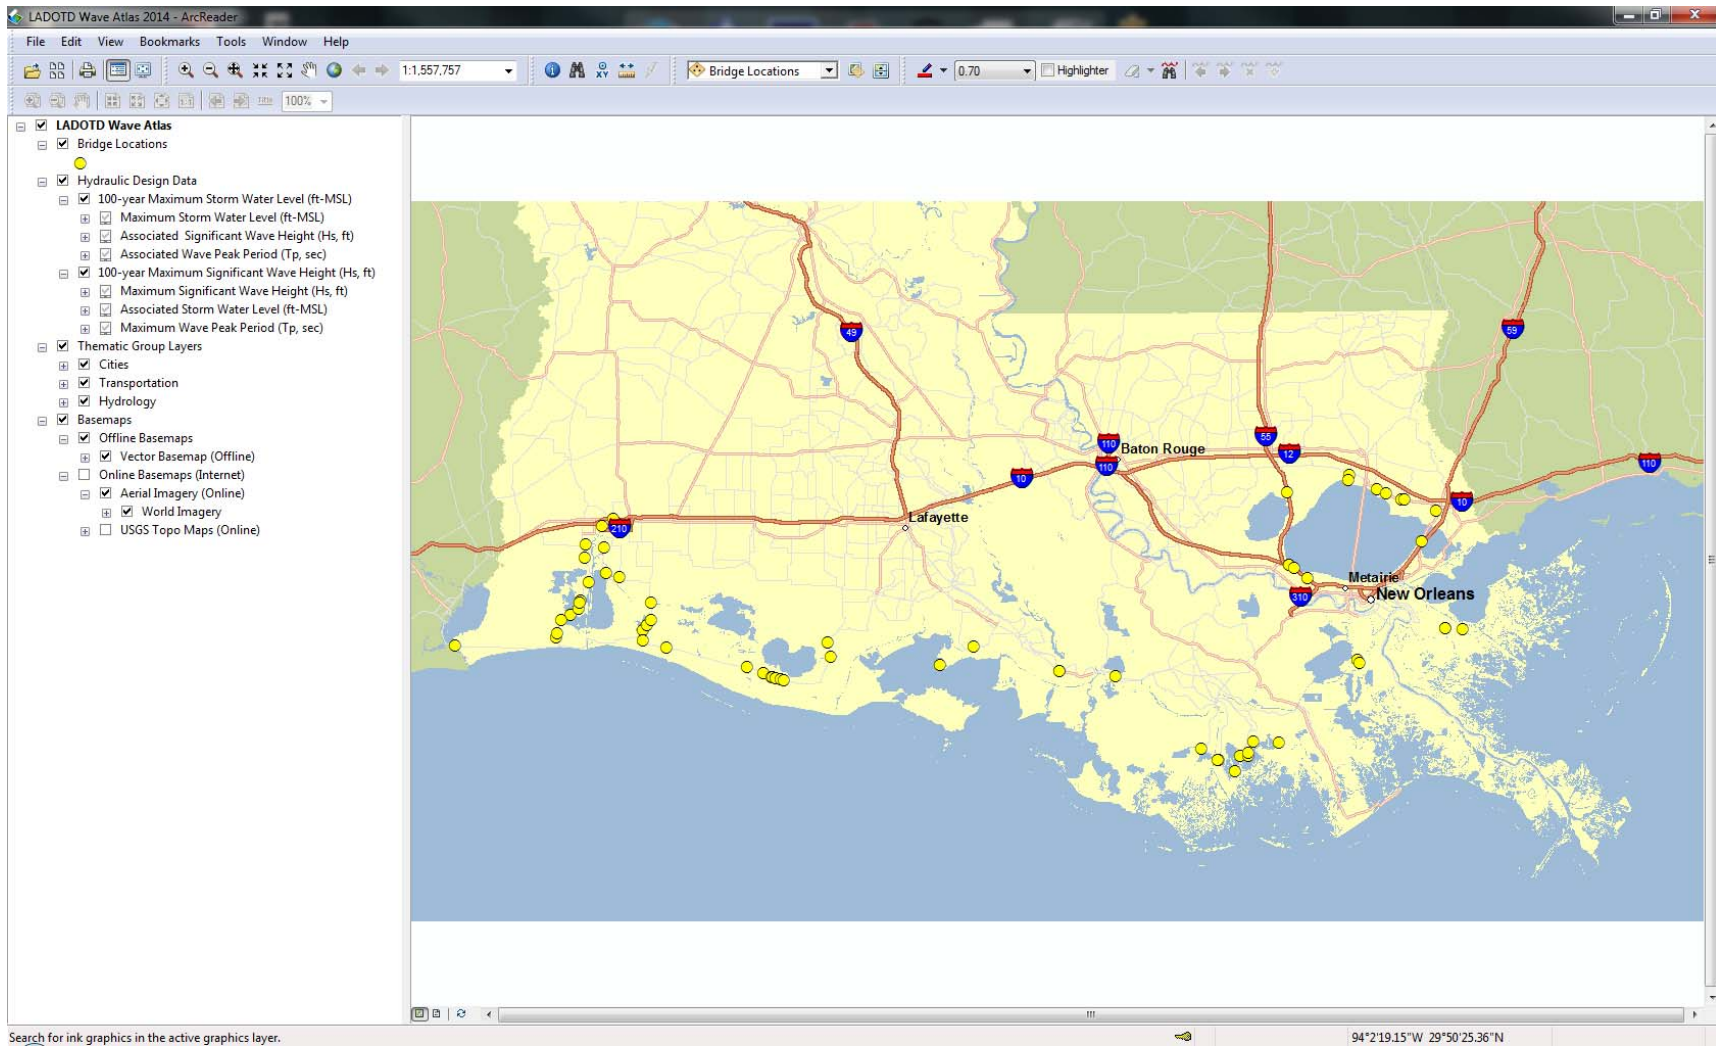 LADOTD Wave Atlas 2014 - ArcReader
File Edit View Bookmarks Tools Window Help
1:1,557,757 Bridge Locations 0.70 Highlighter
Title 100%
LADOTD Wave Atlas
Bridge Locations
Hydraulic Design Data
100-year Maximum Storm Water Level (ft-MSL)
Maximum Storm Water Level (ft-MSL)
Associated Significant Wave Height (Hs, ft)
Associated Wave Peak Period (Tp, sec)
100-year Maximum Significant Wave Height (Hs, ft)
Maximum Significant Wave Height (Hs, ft)
Associated Storm Water Level (ft-MSL)
Maximum Wave Peak Period (Tp, sec)
Thematic Group Layers
Cities
Transportation
Hydrology
Basemaps
Offline Basemaps
Vector Basemap (Offline)
Online Basemaps (Internet)
Aerial Imagery (Online)
World Imagery
USGS Topo Maps (Online)
49
59
55
110
Baton Rouge
12
110
110
10
10
Lafayette
210
Metairie
310
New Orleans
Search for ink graphics in the active graphics layer.
94°2'19.15"W 29°50'25.36"N